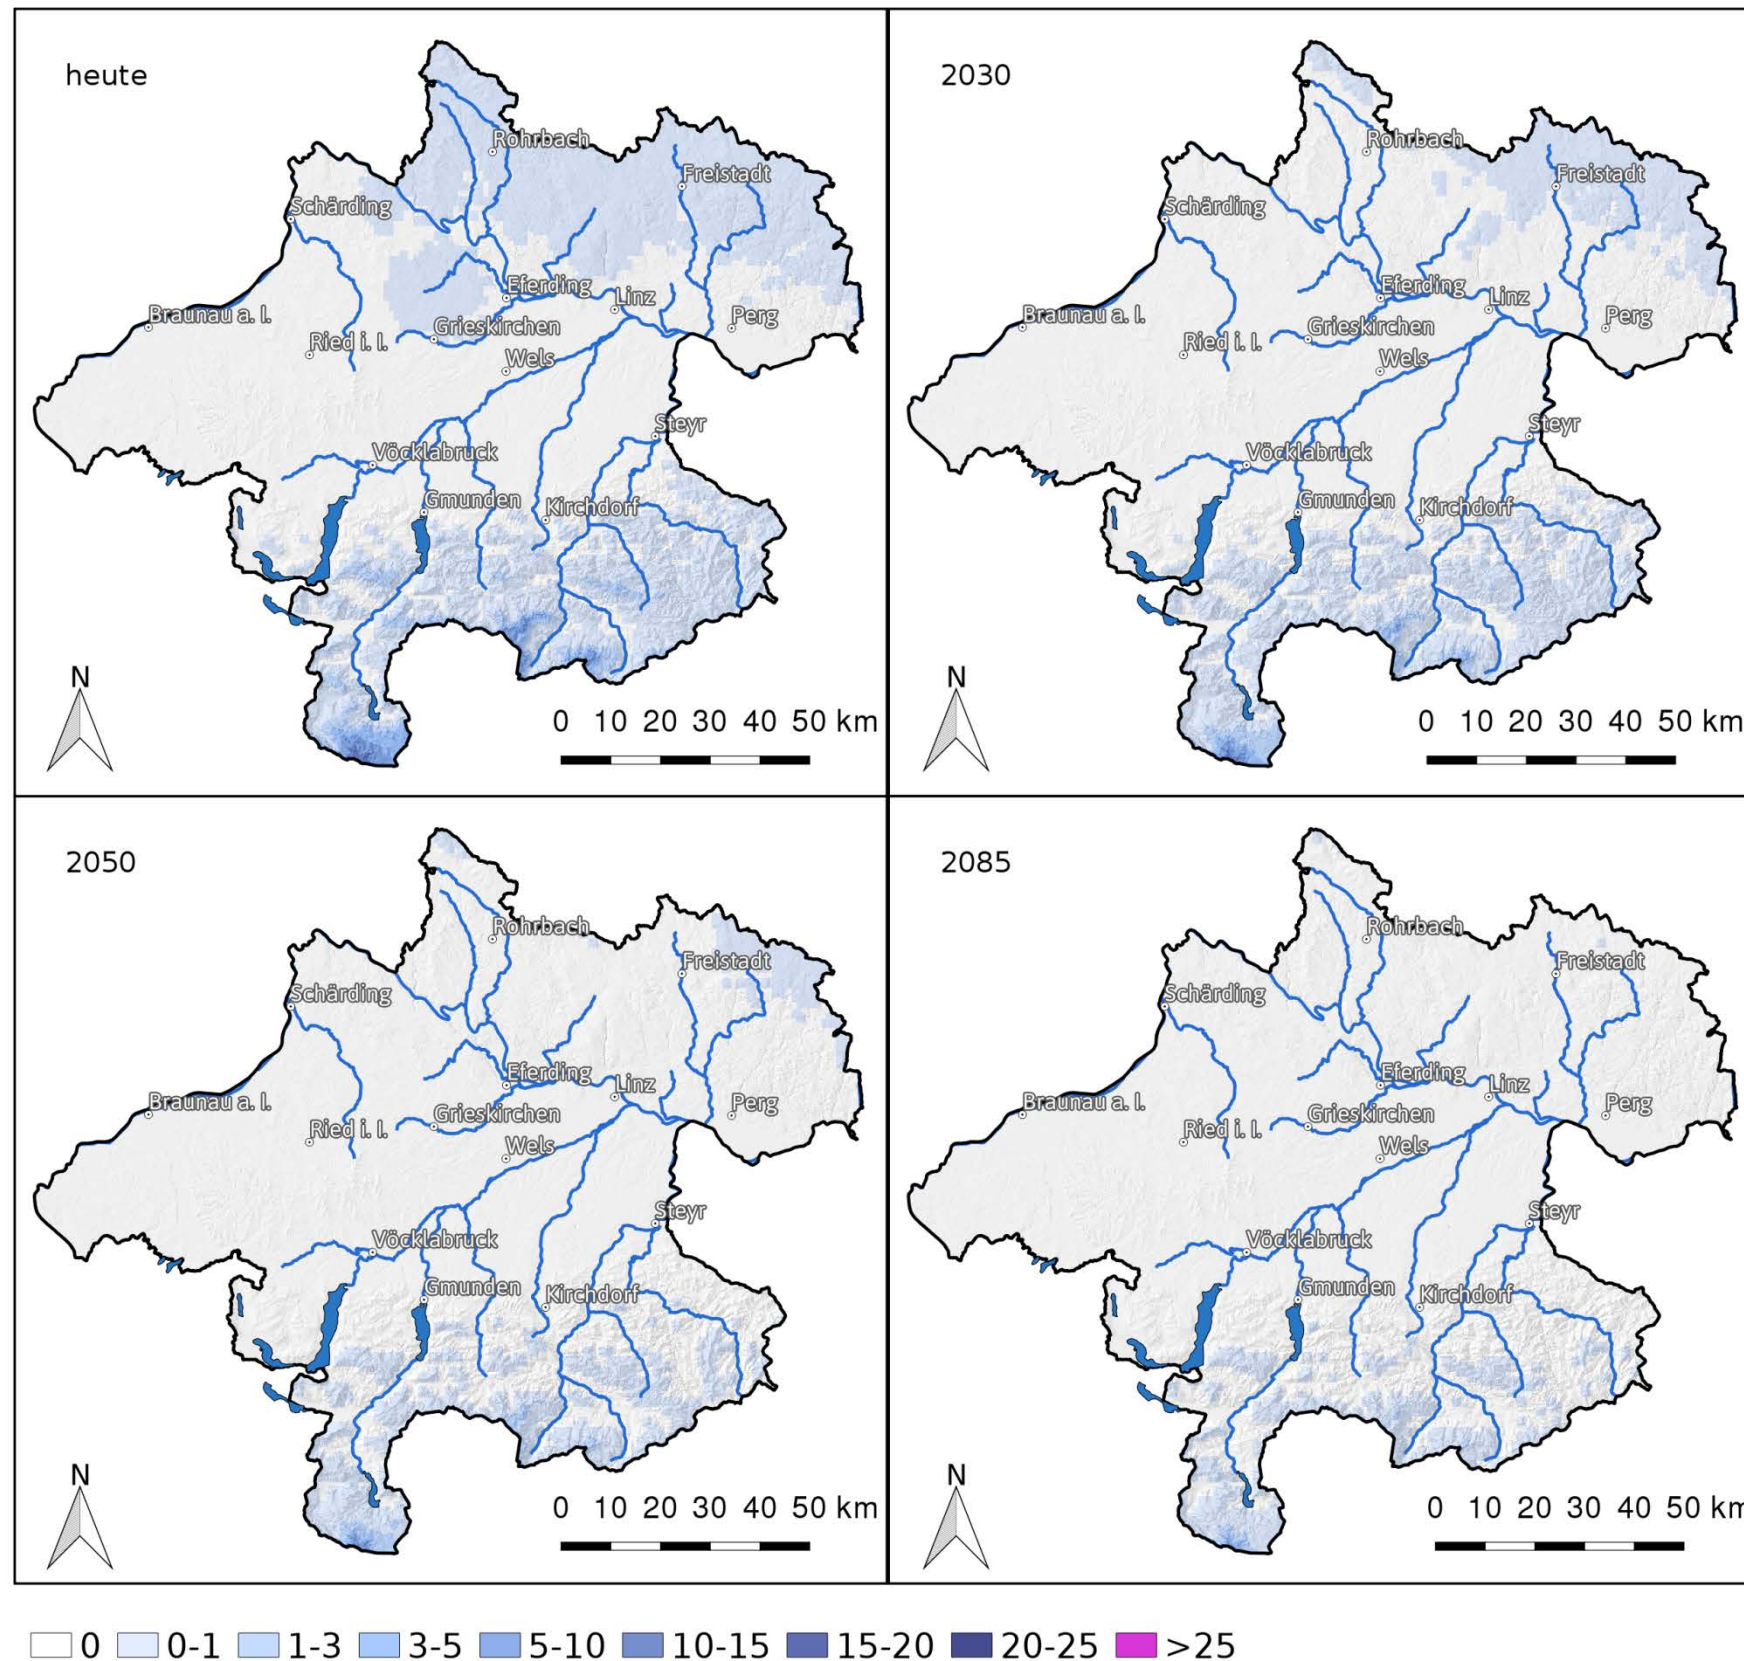 heute
Rohrbach
Freistadt
Schärding
Eferding
Linz
Braunau a. I.
Perg
Grieskirchen
Ried i. I.
Wels
Steyr
Vöcklabruck
Gmunden
Kirchdorf
N
0 10 20 30 40 50 km
2030
Rohrbach
Freistadt
Schärding
Eferding
Linz
Braunau a. I.
Perg
Grieskirchen
Ried i. I.
Wels
Steyr
Vöcklabruck
Gmunden
Kirchdorf
N
0 10 20 30 40 50 km
2050
Rohrbach
Freistadt
Schärding
Eferding
Linz
Braunau a. I.
Perg
Grieskirchen
Ried i. I.
Wels
Steyr
Vöcklabruck
Gmunden
Kirchdorf
N
0 10 20 30 40 50 km
2085
Rohrbach
Freistadt
Schärding
Eferding
Linz
Braunau a. I.
Perg
Grieskirchen
Ried i. I.
Wels
Steyr
Vöcklabruck
Gmunden
Kirchdorf
N
0 10 20 30 40 50 km
0 0-1 1-3 3-5 5-10 10-15 15-20 20-25 >25